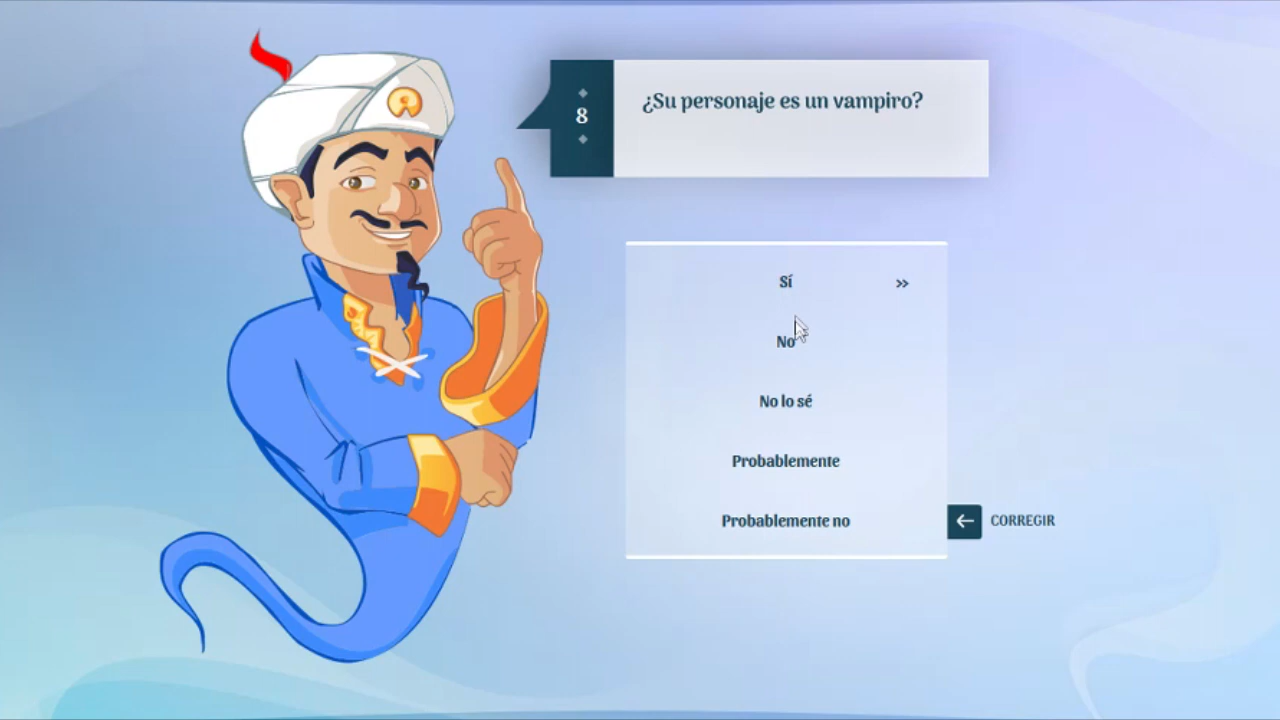 8
¿Su personaje es un vampiro?
Sí
No
No lo sé
Probablemente
Probablemente no
CORREGIR